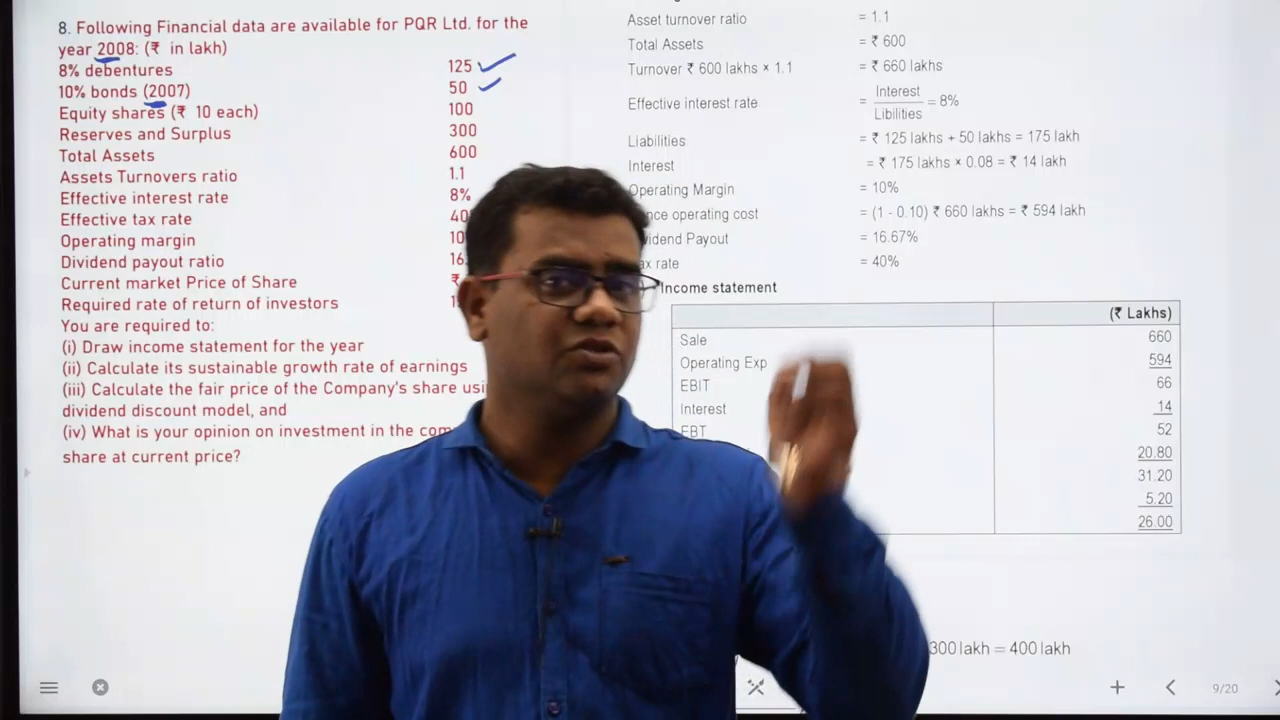 8. Following Financial data are available for PQR Ltd. for the
year 2008: (₹ in lakh)
8% debentures 125
10% bonds (2007) 50
Equity shares (₹ 10 each) 100
Reserves and Surplus 300
Total Assets 600
Assets Turnovers ratio 1.1
Effective interest rate 8%
Effective tax rate 40
Operating margin 10
Dividend payout ratio 16
Current market Price of Share ₹
Required rate of return of investors
You are required to:
(i) Draw income statement for the year
(ii) Calculate its sustainable growth rate of earnings
(iii) Calculate the fair price of the Company's share
dividend discount model, and
(iv) What is your opinion on investment in the
share at current price?
Asset turnover ratio = 1.1
Total Assets = ₹ 600
Turnover ₹ 600 lakhs × 1.1 = ₹ 660 lakhs
Effective interest rate = Interest / Libilities = 8%
Liabilities = ₹ 125 lakhs + 50 lakhs = 175 lakh
Interest = ₹ 175 lakhs × 0.08 = ₹ 14 lakh
Operating Margin = 10%
operating cost = (1 - 0.10) ₹ 660 lakhs = ₹ 594 lakh
Payout = 16.67%
rate = 40%
Income statement
(₹ Lakhs)
Sale 660
Operating Exp 594
EBIT 66
Interest 14
EBT 52
20.80
31.20
5.20
26.00
300 lakh = 400 lakh
9/20